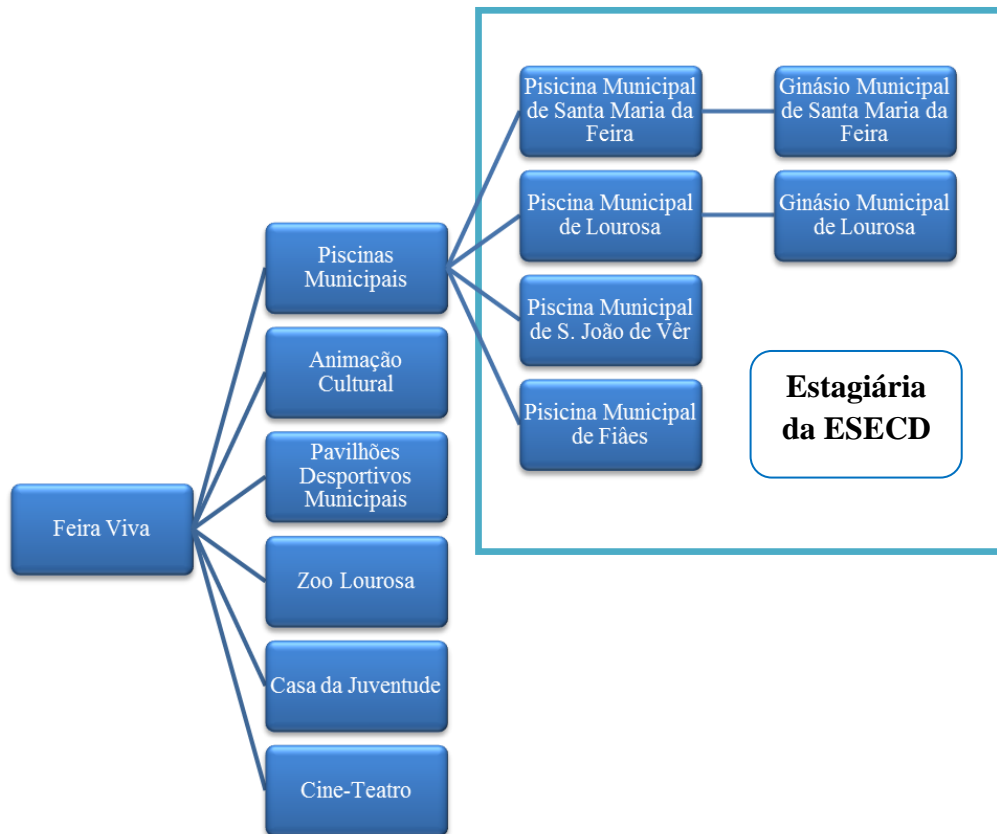 Pisicina Municipal
de Santa Maria da
Feira
Ginásio Municipal
de Santa Maria da
Feira
Piscina Municipal
de Lourosa
Ginásio Municipal
de Lourosa
Piscinas
Municipais
Piscina Municipal
de S. João de Vêr
Animação
Cultural
Pisicina Municipal
de Fiães
Estagiária
da ESECD
Pavilhões
Desportivos
Municipais
Feira Viva
Zoo Lourosa
Casa da Juventude
Cine-Teatro